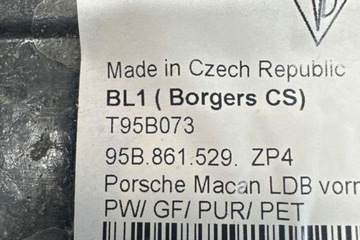 Made in Czech Republic
BL1 ( Borgers CS)
T95B073
95B.861.529. ZP4
Porsche Macan LDB vorn
PW/ GF/ PUR/ PET